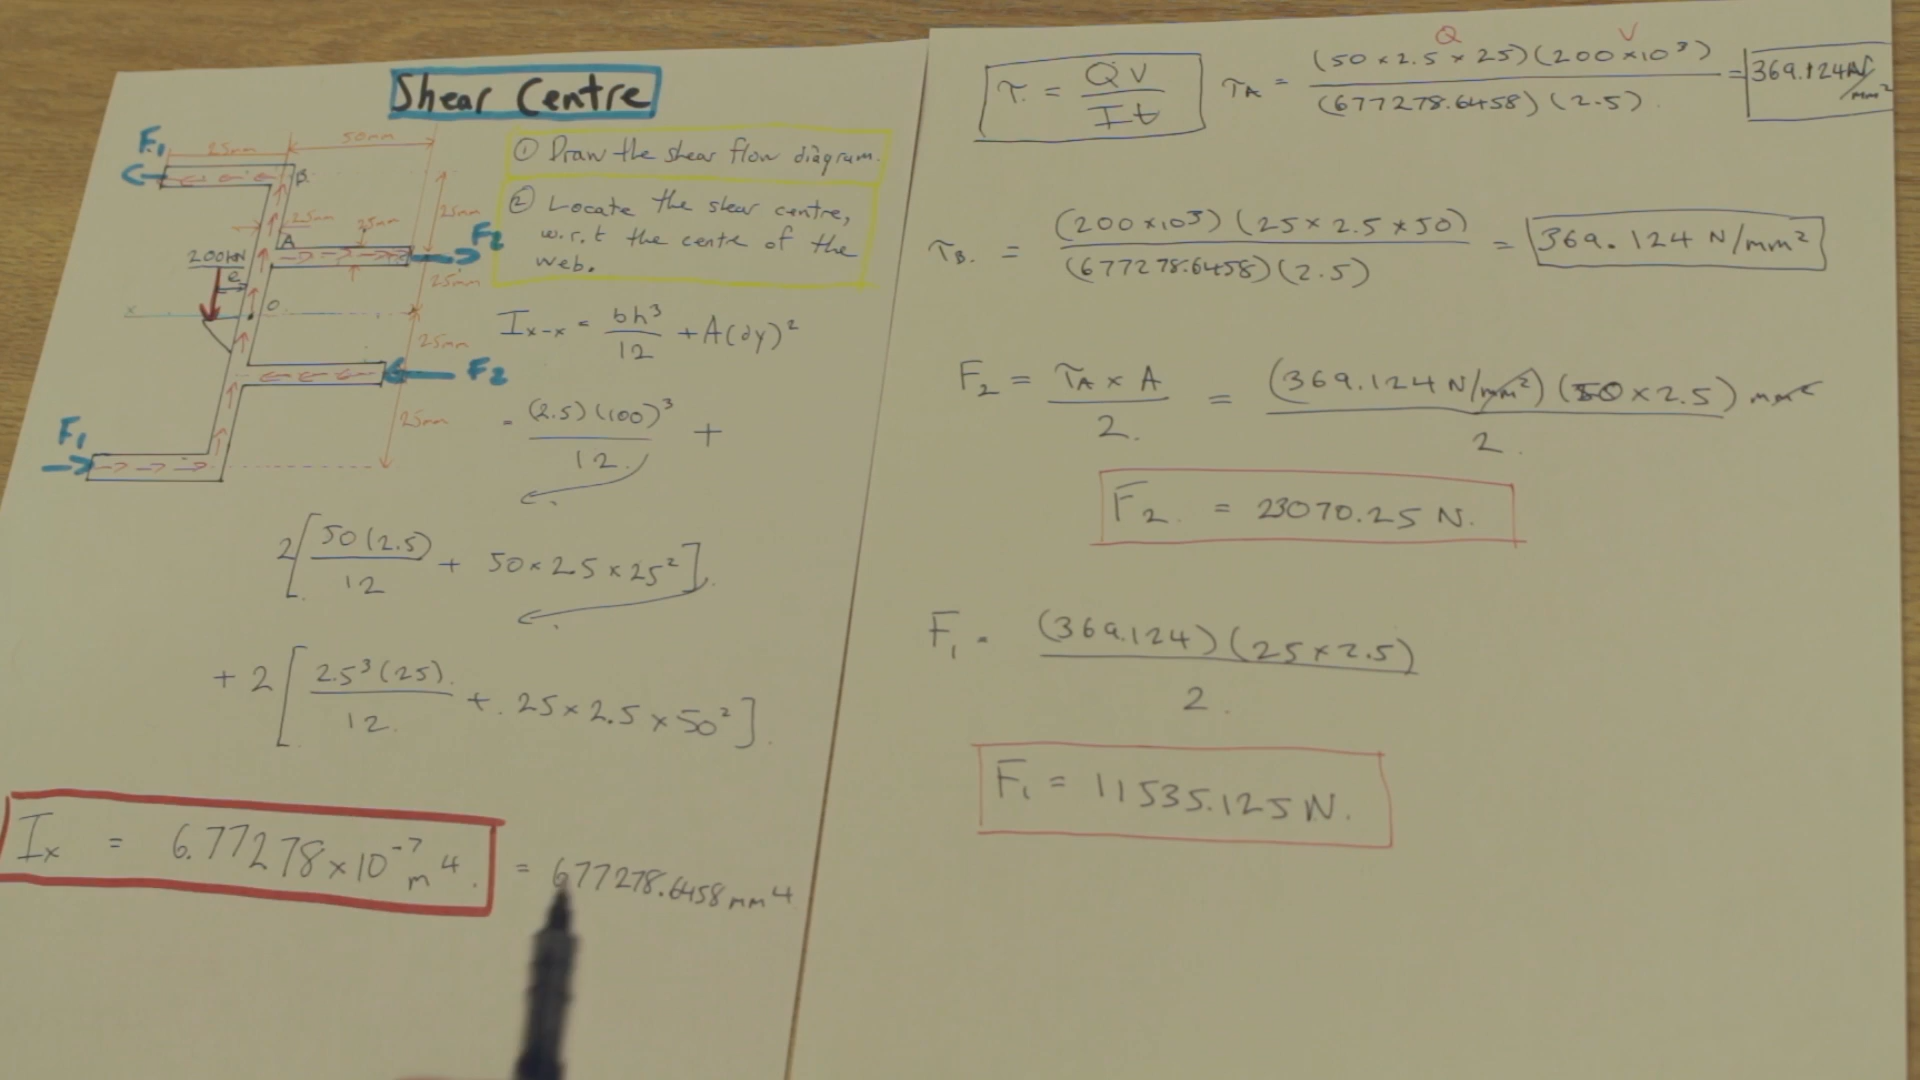 Shear Centre
F₁
25mm
50mm
B
25mm
25mm
25mm
A
F₂
200kN
e
25mm
x
O
25mm
F₂
25mm
F₁
① Draw the shear flow diagram.
② Locate the shear centre,
w.r.t the centre of the
web.
Iₓ₋ₓ = bh³/12 + A(dy)²
= (2.5)(100)³/12 +
2[50(2.5)/12 + 50×2.5×25²]
+ 2[2.5³(25)/12 + 25×2.5×50²]
Iₓ = 6.77278×10⁻⁷ m⁴. = 677278.6458mm⁴
Q V
τ = QV/It
τA = (50×2.5×25)(200×10³)/(677278.6458)(2.5) = 369.124N/mm²
τB = (200×10³)(25×2.5×50)/(677278.6458)(2.5) = 369.124 N/mm²
F₂ = τA × A/2 = (369.124 N/mm²)(50×2.5) mm²/2
F₂ = 23070.25 N.
F₁ = (369.124)(25×2.5)/2
F₁ = 11535.125 N.